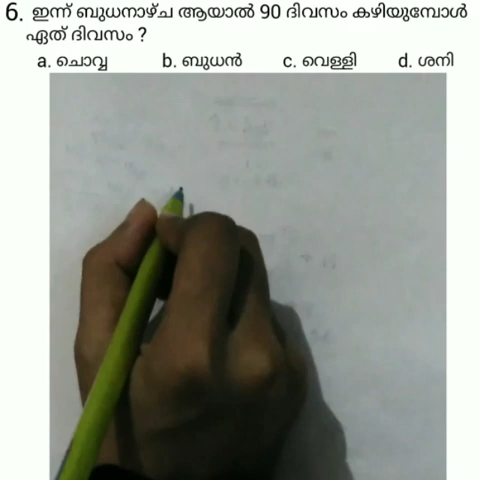 6. ഇന്ന് ബുധനാഴ്ച ആയാൽ 90 ദിവസം കഴിയുമ്പോൾ
ഏത് ദിവസം ?
a. ചൊവ്വ b. ബുധൻ c. വെള്ളി d. ശനി